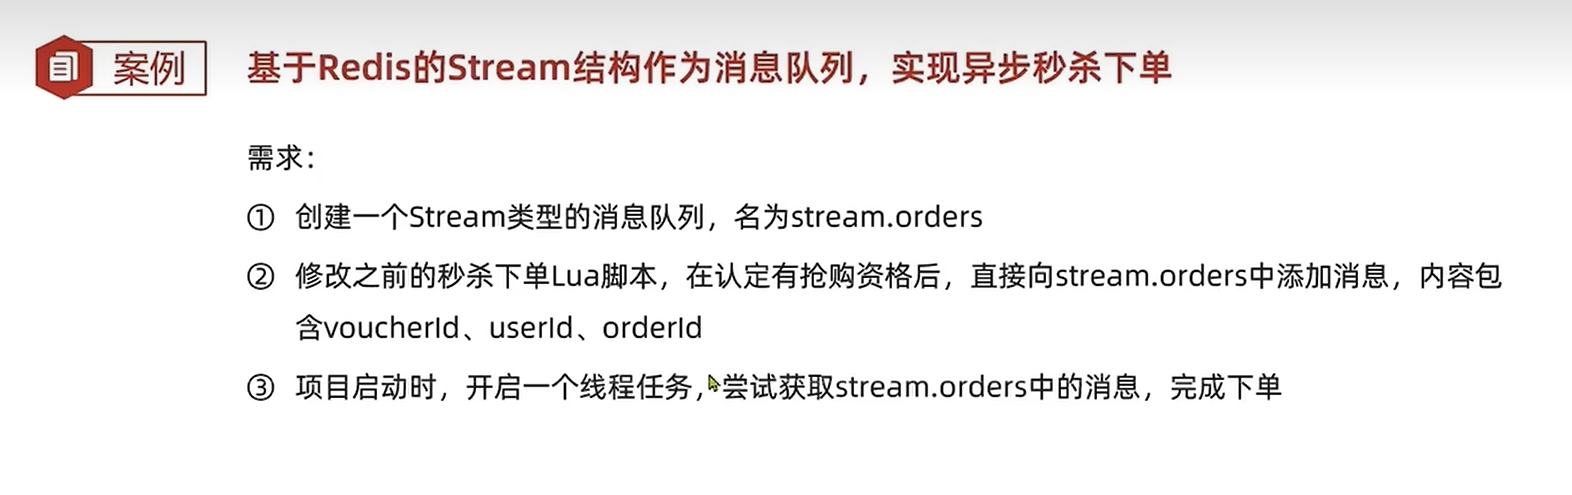 案例
基于Redis的Stream结构作为消息队列，实现异步秒杀下单
需求：
① 创建一个Stream类型的消息队列，名为stream.orders
② 修改之前的秒杀下单Lua脚本，在认定有抢购资格后，直接向stream.orders中添加消息，内容包
含voucherId、userId、orderId
③ 项目启动时，开启一个线程任务，尝试获取stream.orders中的消息，完成下单